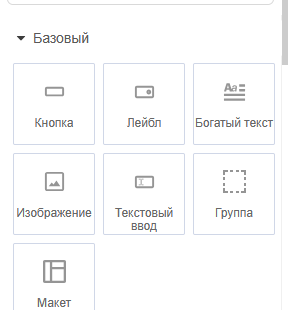 Базовый
Кнопка
Лейбл
Богатый текст
Изображение
Текстовый
ввод
Группа
Макет